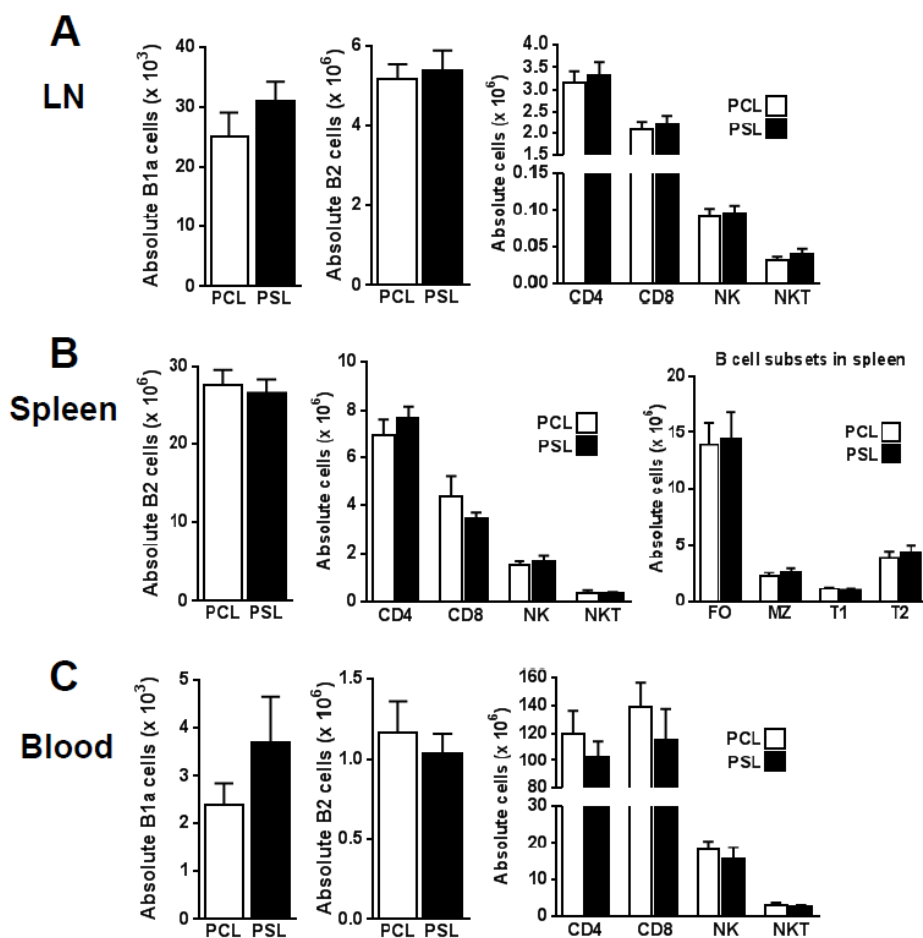 A
LN
Absolute B1a cells (x 10³)
40
30
20
10
0
PCL PSL
Absolute B2 cells (x 10⁶)
6
4
2
0
PCL PSL
Absolute cells (x 10⁶)
4.0
3.5
3.0
2.5
2.0
1.5
0.15
0.10
0.05
0.00
CD4 CD8 NK NKT
PCL
PSL
B
Spleen
Absolute B2 cells (x 10⁶)
30
20
10
0
PCL PSL
Absolute cells (x 10⁶)
10
8
6
4
2
0
CD4 CD8 NK NKT
PCL
PSL
B cell subsets in spleen
Absolute cells (x 10⁶)
20
15
10
5
0
FO MZ T1 T2
PCL
PSL
C
Blood
Absolute B1a cells (x 10³)
5
4
3
2
1
0
PCL PSL
Absolute B2 cells (x 10⁶)
1.5
1.0
0.5
0.0
PCL PSL
Absolute cells (x 10⁶)
160
140
120
100
80
30
20
10
0
CD4 CD8 NK NKT
PCL
PSL